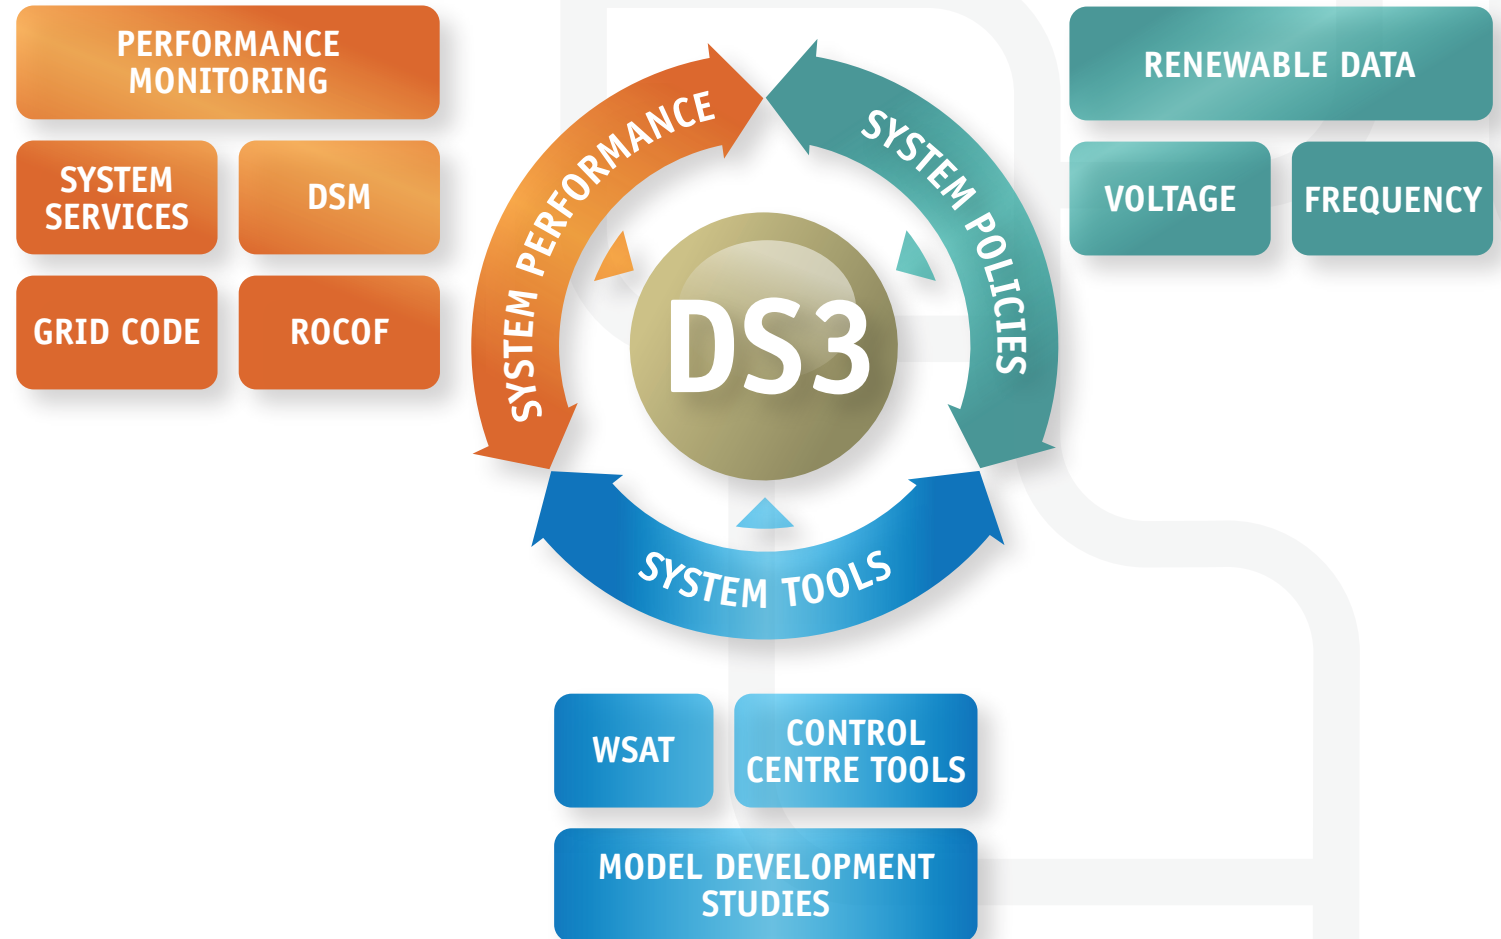 PERFORMANCE
MONITORING
SYSTEM
SERVICES
DSM
GRID CODE
ROCOF
SYSTEM PERFORMANCE
SYSTEM POLICIES
DS3
SYSTEM TOOLS
RENEWABLE DATA
VOLTAGE
FREQUENCY
WSAT
CONTROL
CENTRE TOOLS
MODEL DEVELOPMENT
STUDIES